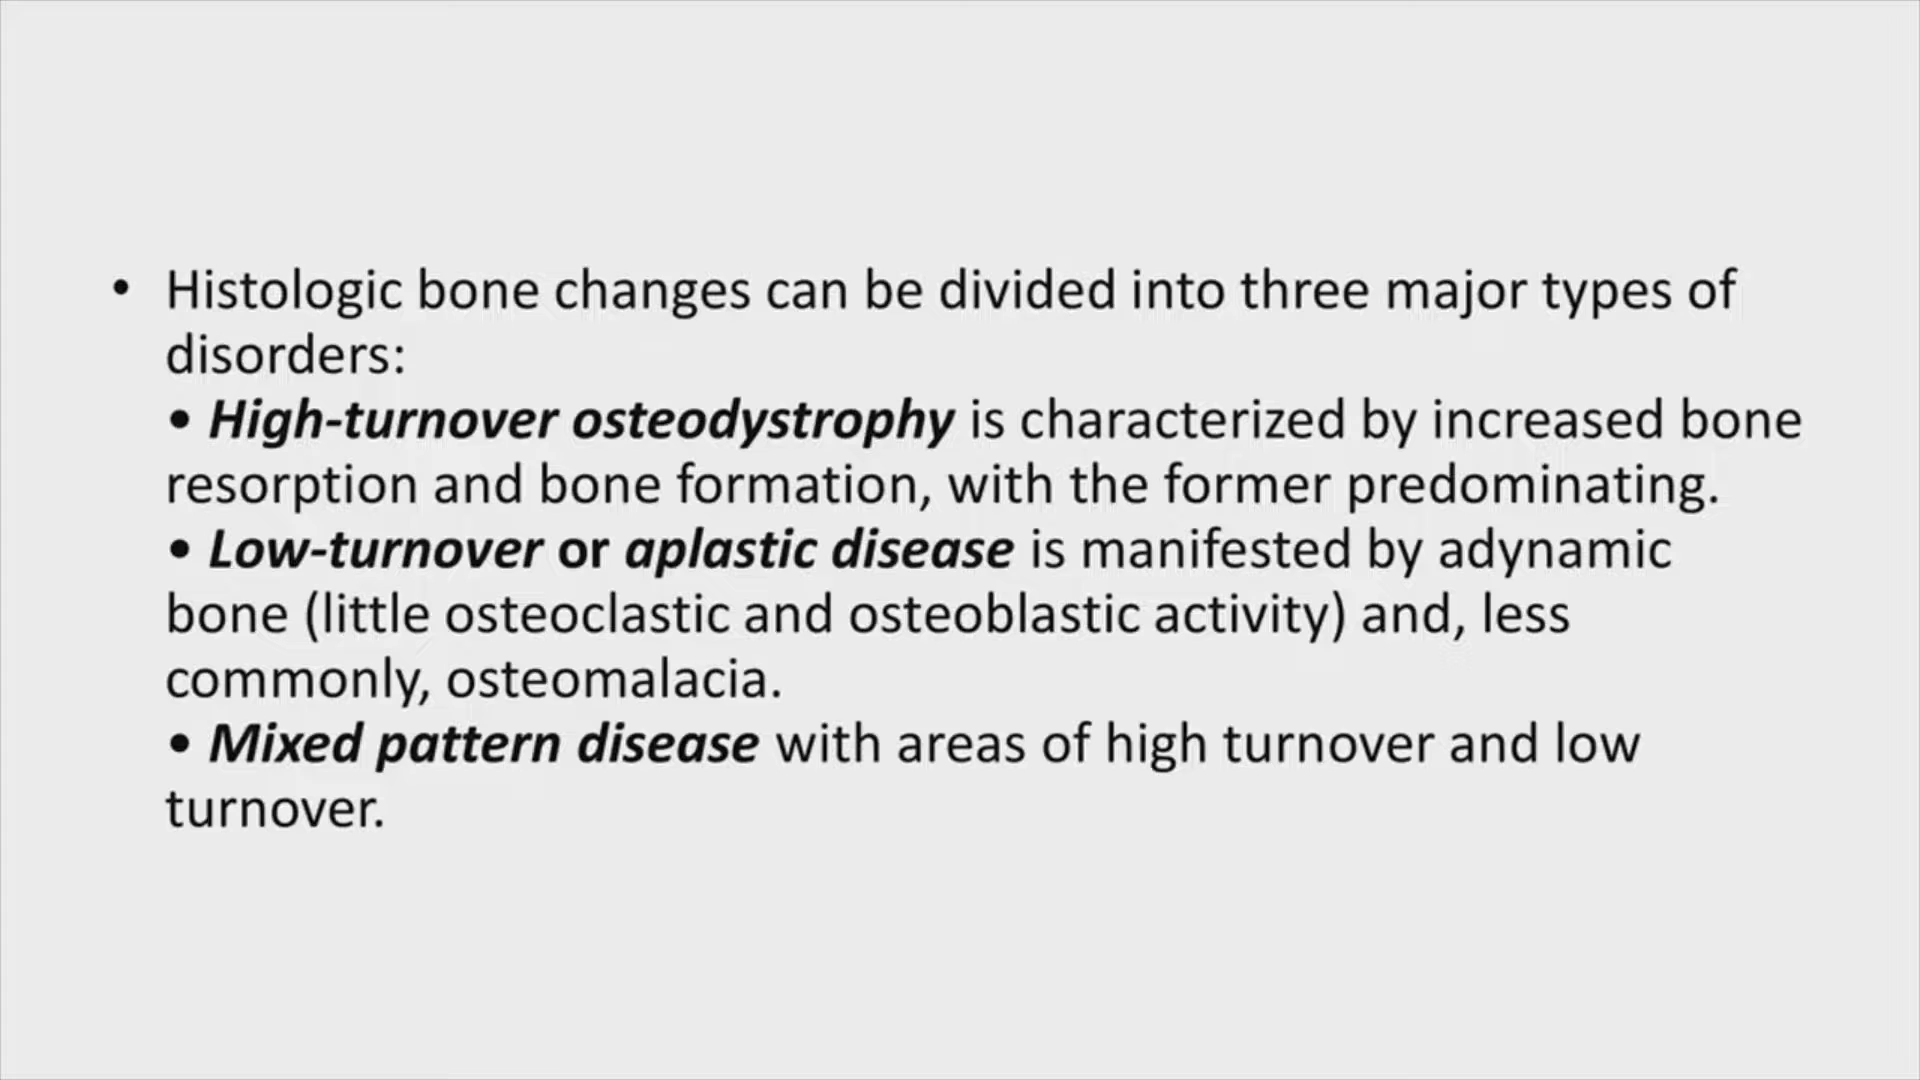 • Histologic bone changes can be divided into three major types of
disorders:
• High-turnover osteodystrophy is characterized by increased bone
resorption and bone formation, with the former predominating.
• Low-turnover or aplastic disease is manifested by adynamic
bone (little osteoclastic and osteoblastic activity) and, less
commonly, osteomalacia.
• Mixed pattern disease with areas of high turnover and low
turnover.